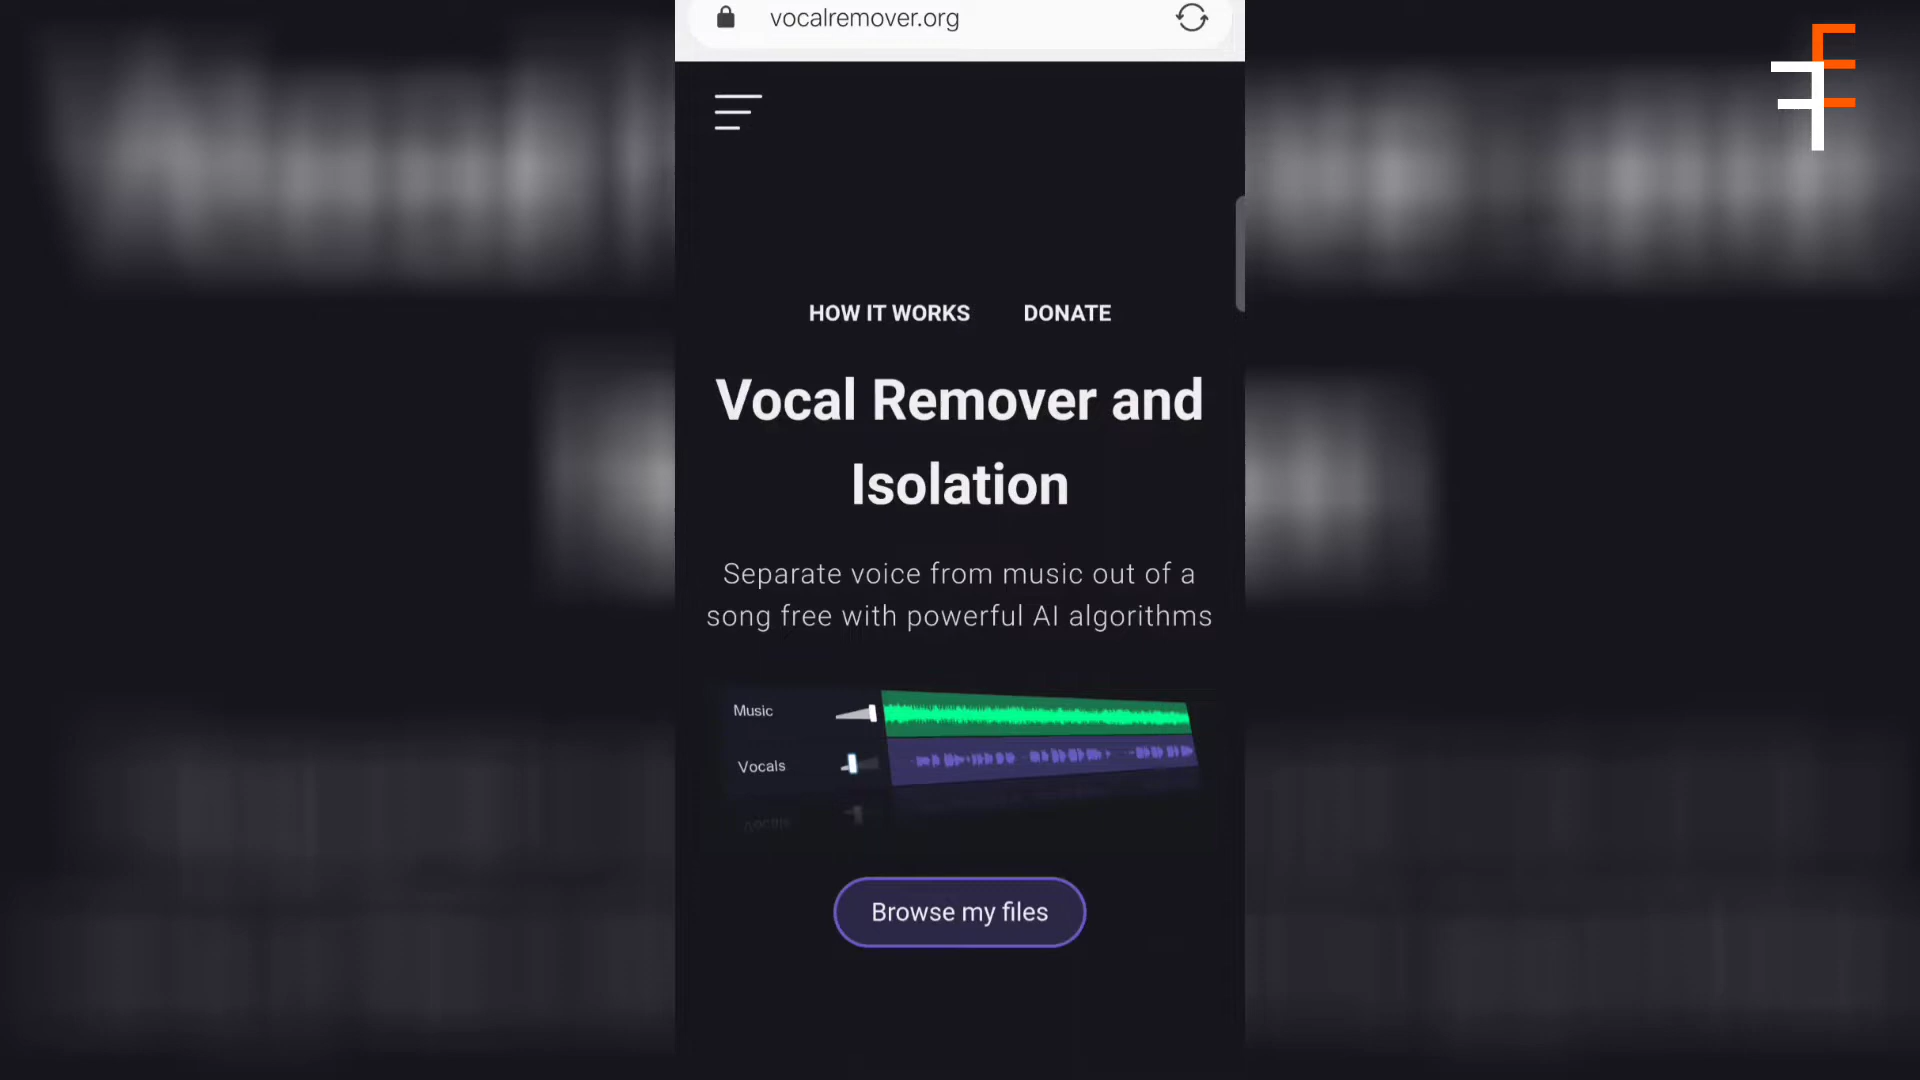 vocalremover.org
HOW IT WORKS DONATE
Vocal Remover and
Isolation
Separate voice from music out of a
song free with powerful AI algorithms
Music
Vocals
Browse my files